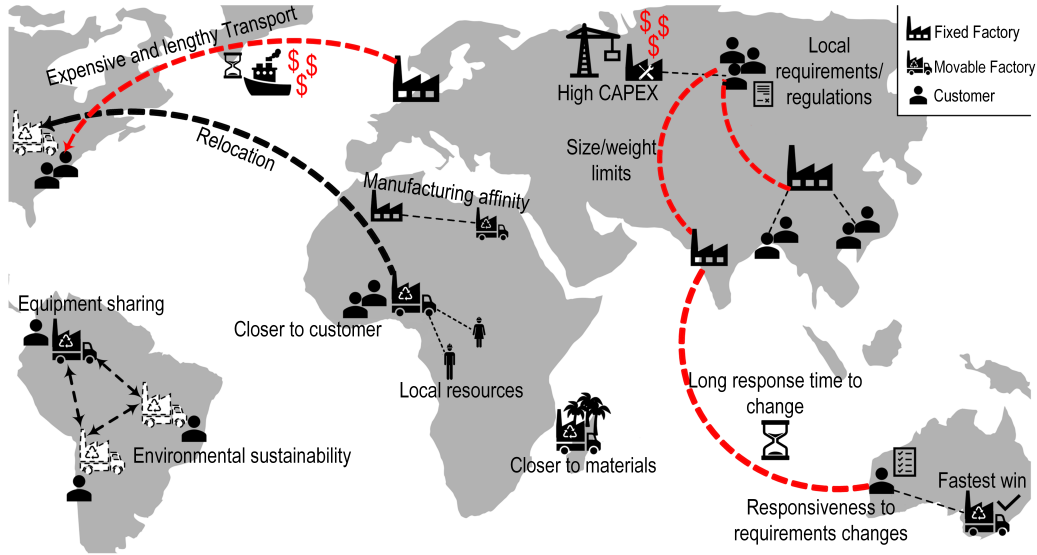 Expensive and lengthy Transport
$ $
$
Relocation
Manufacturing affinity
Closer to customer
Local resources
Equipment sharing
Environmental sustainability
Closer to materials
$
$
$
High CAPEX
Local
requirements/
regulations
Size/weight
limits
Long response time to
change
Responsiveness to
requirements changes
Fastest win
Fixed Factory
Movable Factory
Customer